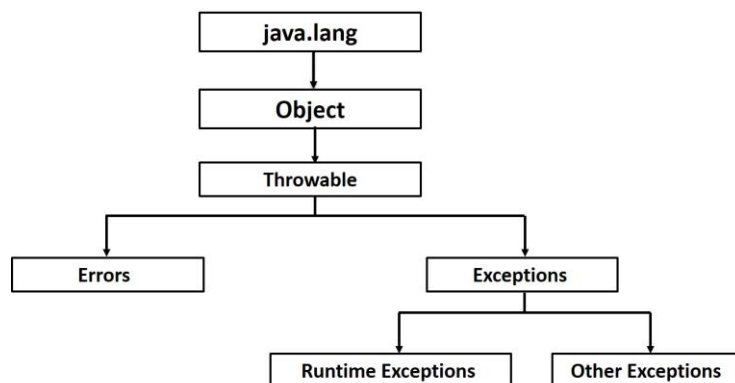 java.lang
Object
Throwable
Errors
Exceptions
Runtime Exceptions
Other Exceptions